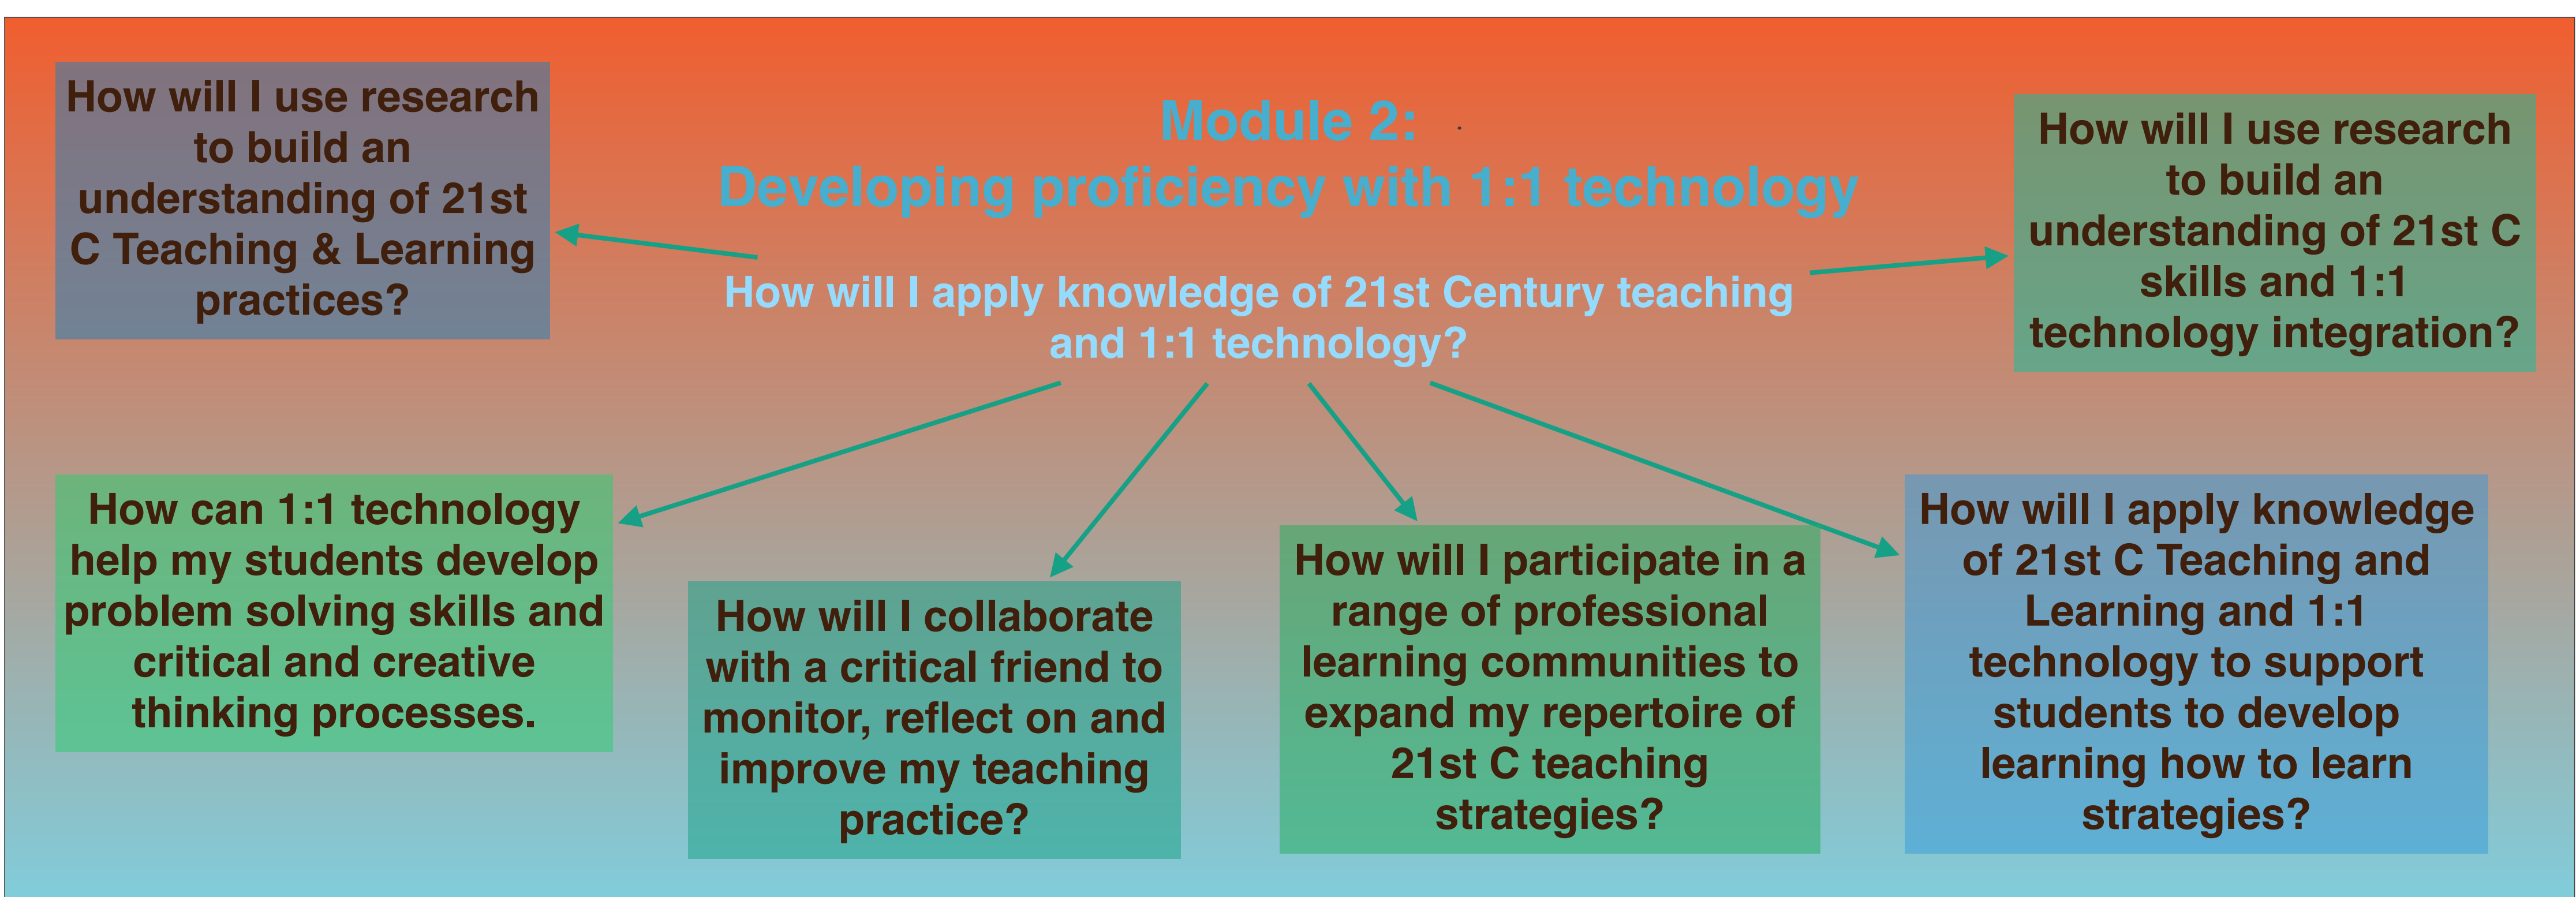 How will I use research
to build an
understanding of 21st
C Teaching & Learning
practices?
Module 2:
Developing proficiency with 1:1 technology
How will I apply knowledge of 21st Century teaching
and 1:1 technology?
How will I use research
to build an
understanding of 21st C
skills and 1:1
technology integration?
How can 1:1 technology
help my students develop
problem solving skills and
critical and creative
thinking processes.
How will I collaborate
with a critical friend to
monitor, reflect on and
improve my teaching
practice?
How will I participate in a
range of professional
learning communities to
expand my repertoire of
21st C teaching
strategies?
How will I apply knowledge
of 21st C Teaching and
Learning and 1:1
technology to support
students to develop
learning how to learn
strategies?